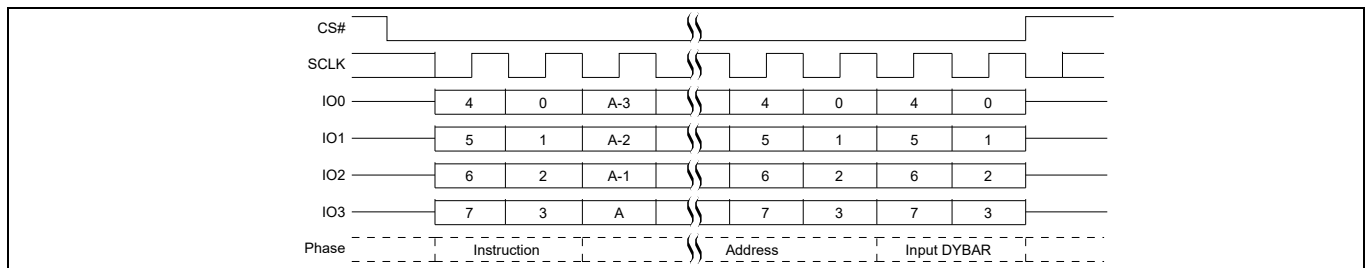 CS#
SCLK
IO0 4 0 A-3 4 0 4 0
IO1 5 1 A-2 5 1 5 1
IO2 6 2 A-1 6 2 6 2
IO3 7 3 A 7 3 7 3
Phase Instruction Address Input DYBAR